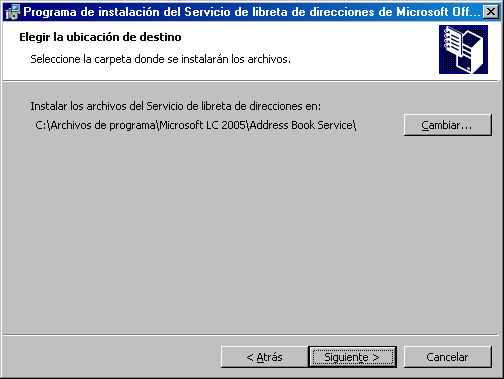 Programa de instalación del Servicio de libreta de direcciones de Microsoft Off...
Elegir la ubicación de destino
Seleccione la carpeta donde se instalarán los archivos.
Instalar los archivos del Servicio de libreta de direcciones en:
C:\Archivos de programa\Microsoft LC 2005\Address Book Service\
Cambiar...
< Atrás
Siguiente >
Cancelar